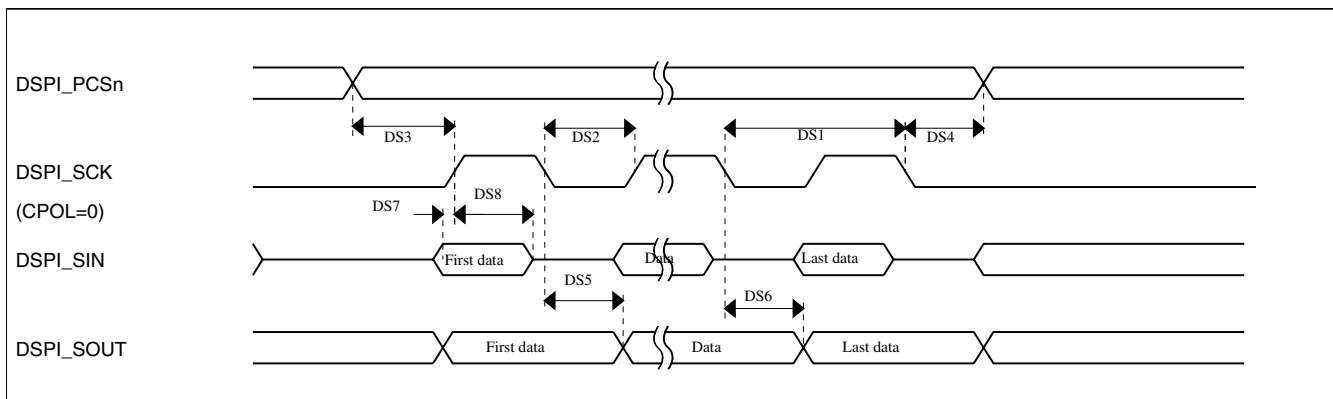 DSPI_PCSn
DS3
DS2
DS1
DS4
DSPI_SCK
(CPOL=0)
DS7
DS8
DSPI_SIN
First data
Data
Last data
DS5
DS6
DSPI_SOUT
First data
Data
Last data